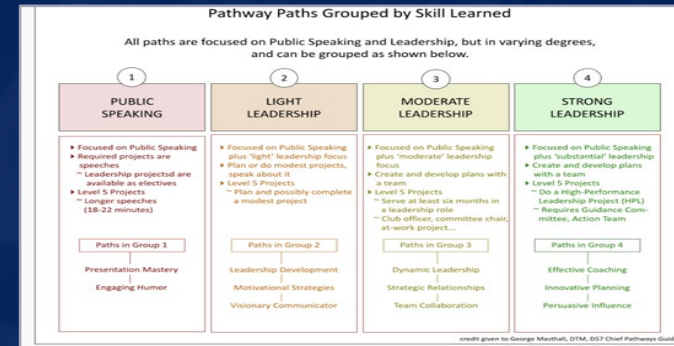 Pathway Paths Grouped by Skill Learned
All paths are focused on Public Speaking and Leadership, but in varying degrees,
and can be grouped as shown below.
1
PUBLIC
SPEAKING
▸ Focused on Public Speaking
▸ Required projects are
speeches
~ Leadership projectsd are
available as electives
▸ Level 5 Projects
~ Longer speeches
(18-22 minutes)
Paths in Group 1
Presentation Mastery
Engaging Humor
2
LIGHT
LEADERSHIP
▸ Focused on Public Speaking
plus 'light' leadership focus
▸ Plan or do modest projects,
speak about it
▸ Level 5 Projects
~ Plan and possibly complete
a modest project
Paths in Group 2
Leadership Development
Motivational Strategies
Visionary Communicator
3
MODERATE
LEADERSHIP
▸ Focused on Public Speaking
plus 'moderate' leadership
focus
▸ Create and develop plans with
a team
▸ Level 5 Projects
~ Serve at least six months in
a leadership role
~ Club officer, committee chair,
at-work project...
Paths in Group 3
Dynamic Leadership
Strategic Relationships
Team Collaboration
4
STRONG
LEADERSHIP
▸ Focused on Public Speaking
plus 'substantial' leadership
▸ Create and develop plans
with a team
▸ Level 5 Projects
~ Do a High-Performance
Leadership Project (HPL)
~ Requires Guidance Com-
mittee, Action Team
Paths in Group 4
Effective Coaching
Innovative Planning
Persuasive Influence
credit given to George Masthall, DTM, D57 Chief Pathways Guid